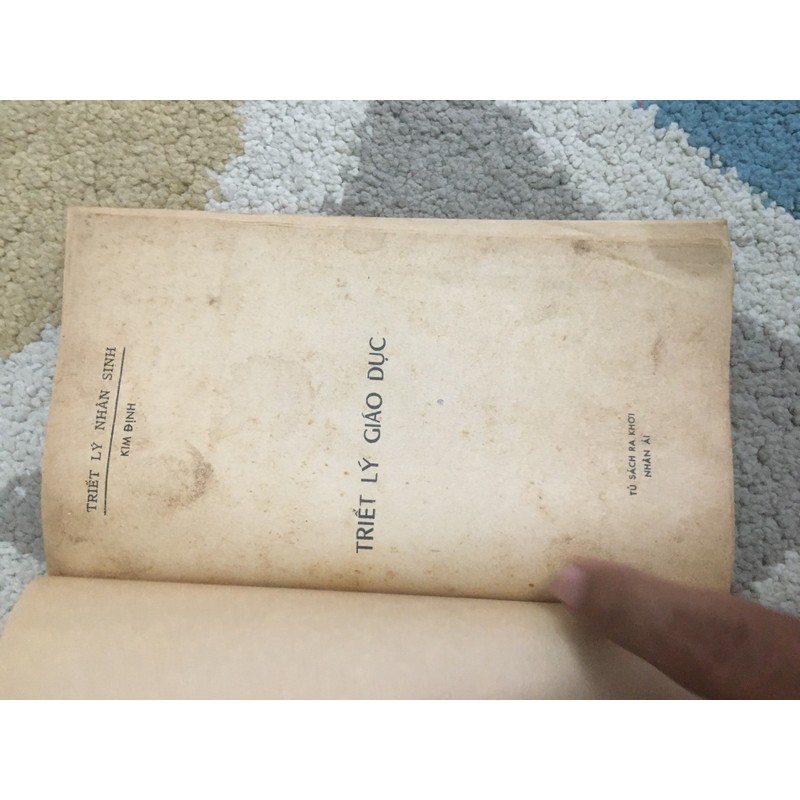 TRIẾT LÝ NHÂN SINH
KIM ĐỊNH
TRIẾT LÝ GIÁO DỤC
TỦ SÁCH RA KHƠI
NHÂN ÁI